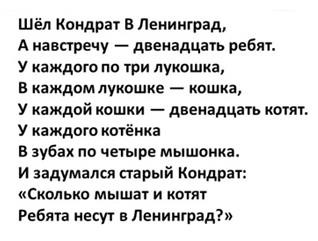 Шёл Кондрат В Ленинград,
А навстречу — двенадцать ребят.
У каждого по три лукошка,
В каждом лукошке — кошка,
У каждой кошки — двенадцать котят.
У каждого котёнка
В зубах по четыре мышонка.
И задумался старый Кондрат:
«Сколько мышат и котят
Ребята несут в Ленинград?»